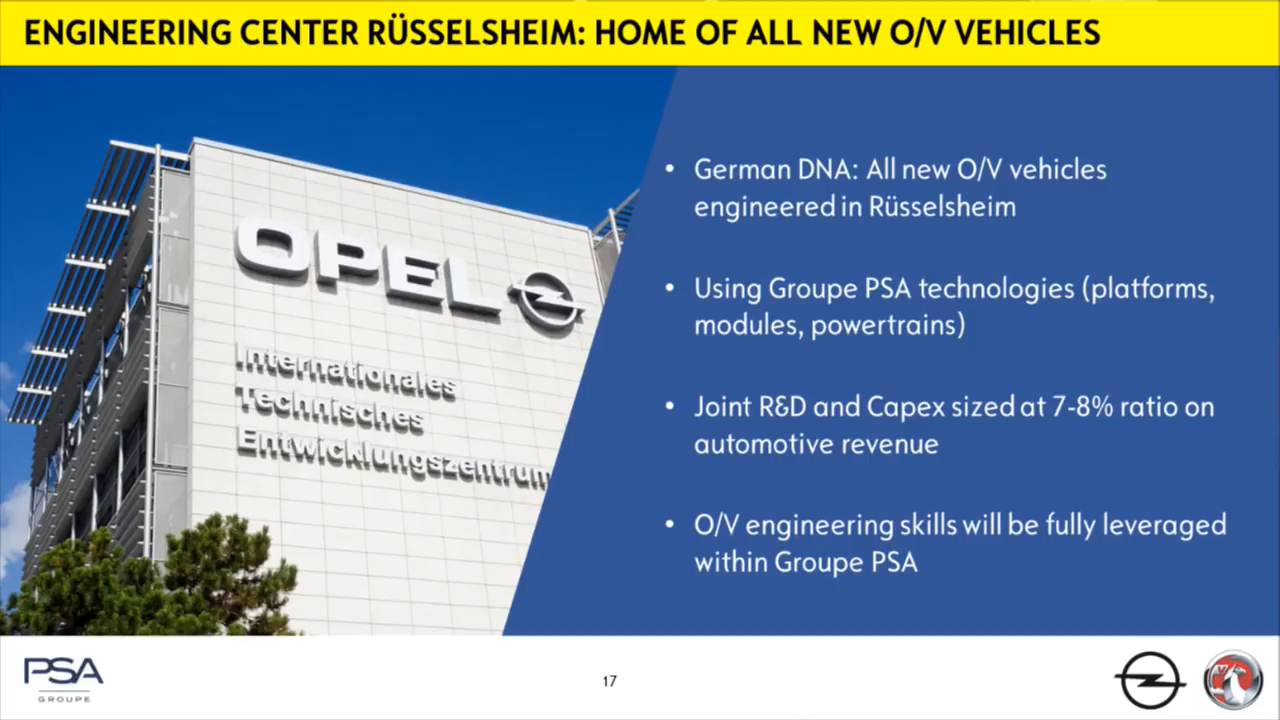 ENGINEERING CENTER RÜSSELSHEIM: HOME OF ALL NEW O/V VEHICLES
OPEL
Internationales
Technisches
Entwicklungszentrum
• German DNA: All new O/V vehicles
engineered in Rüsselsheim
• Using Groupe PSA technologies (platforms,
modules, powertrains)
• Joint R&D and Capex sized at 7-8% ratio on
automotive revenue
• O/V engineering skills will be fully leveraged
within Groupe PSA
PSA
GROUPE
17